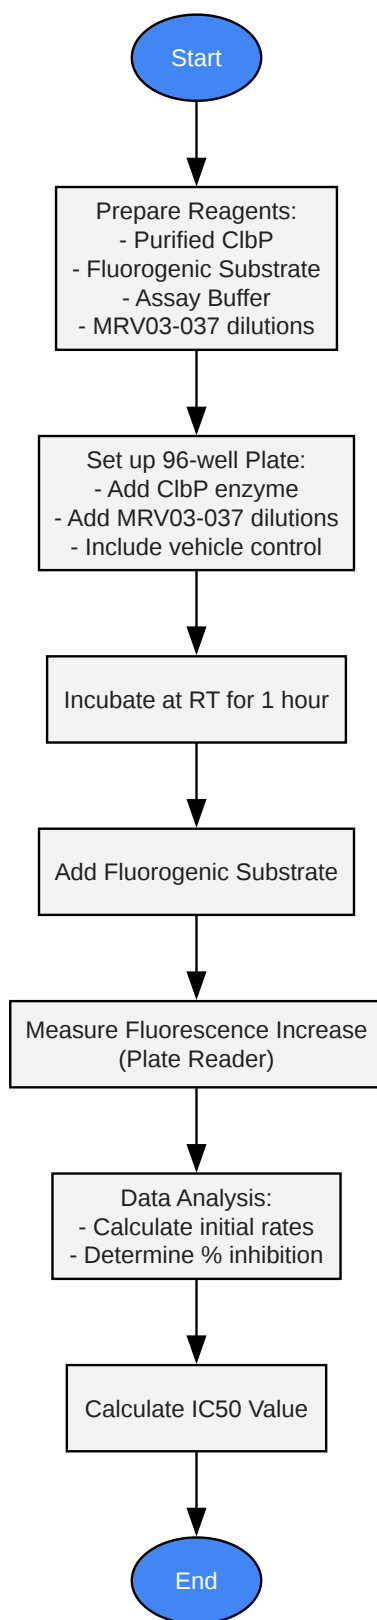 Start
Prepare Reagents:
- Purified ClbP
- Fluorogenic Substrate
- Assay Buffer
- MRV03-037 dilutions
Set up 96-well Plate:
- Add ClbP enzyme
- Add MRV03-037 dilutions
- Include vehicle control
Incubate at RT for 1 hour
Add Fluorogenic Substrate
Measure Fluorescence Increase
(Plate Reader)
Data Analysis:
- Calculate initial rates
- Determine % inhibition
Calculate IC50 Value
End